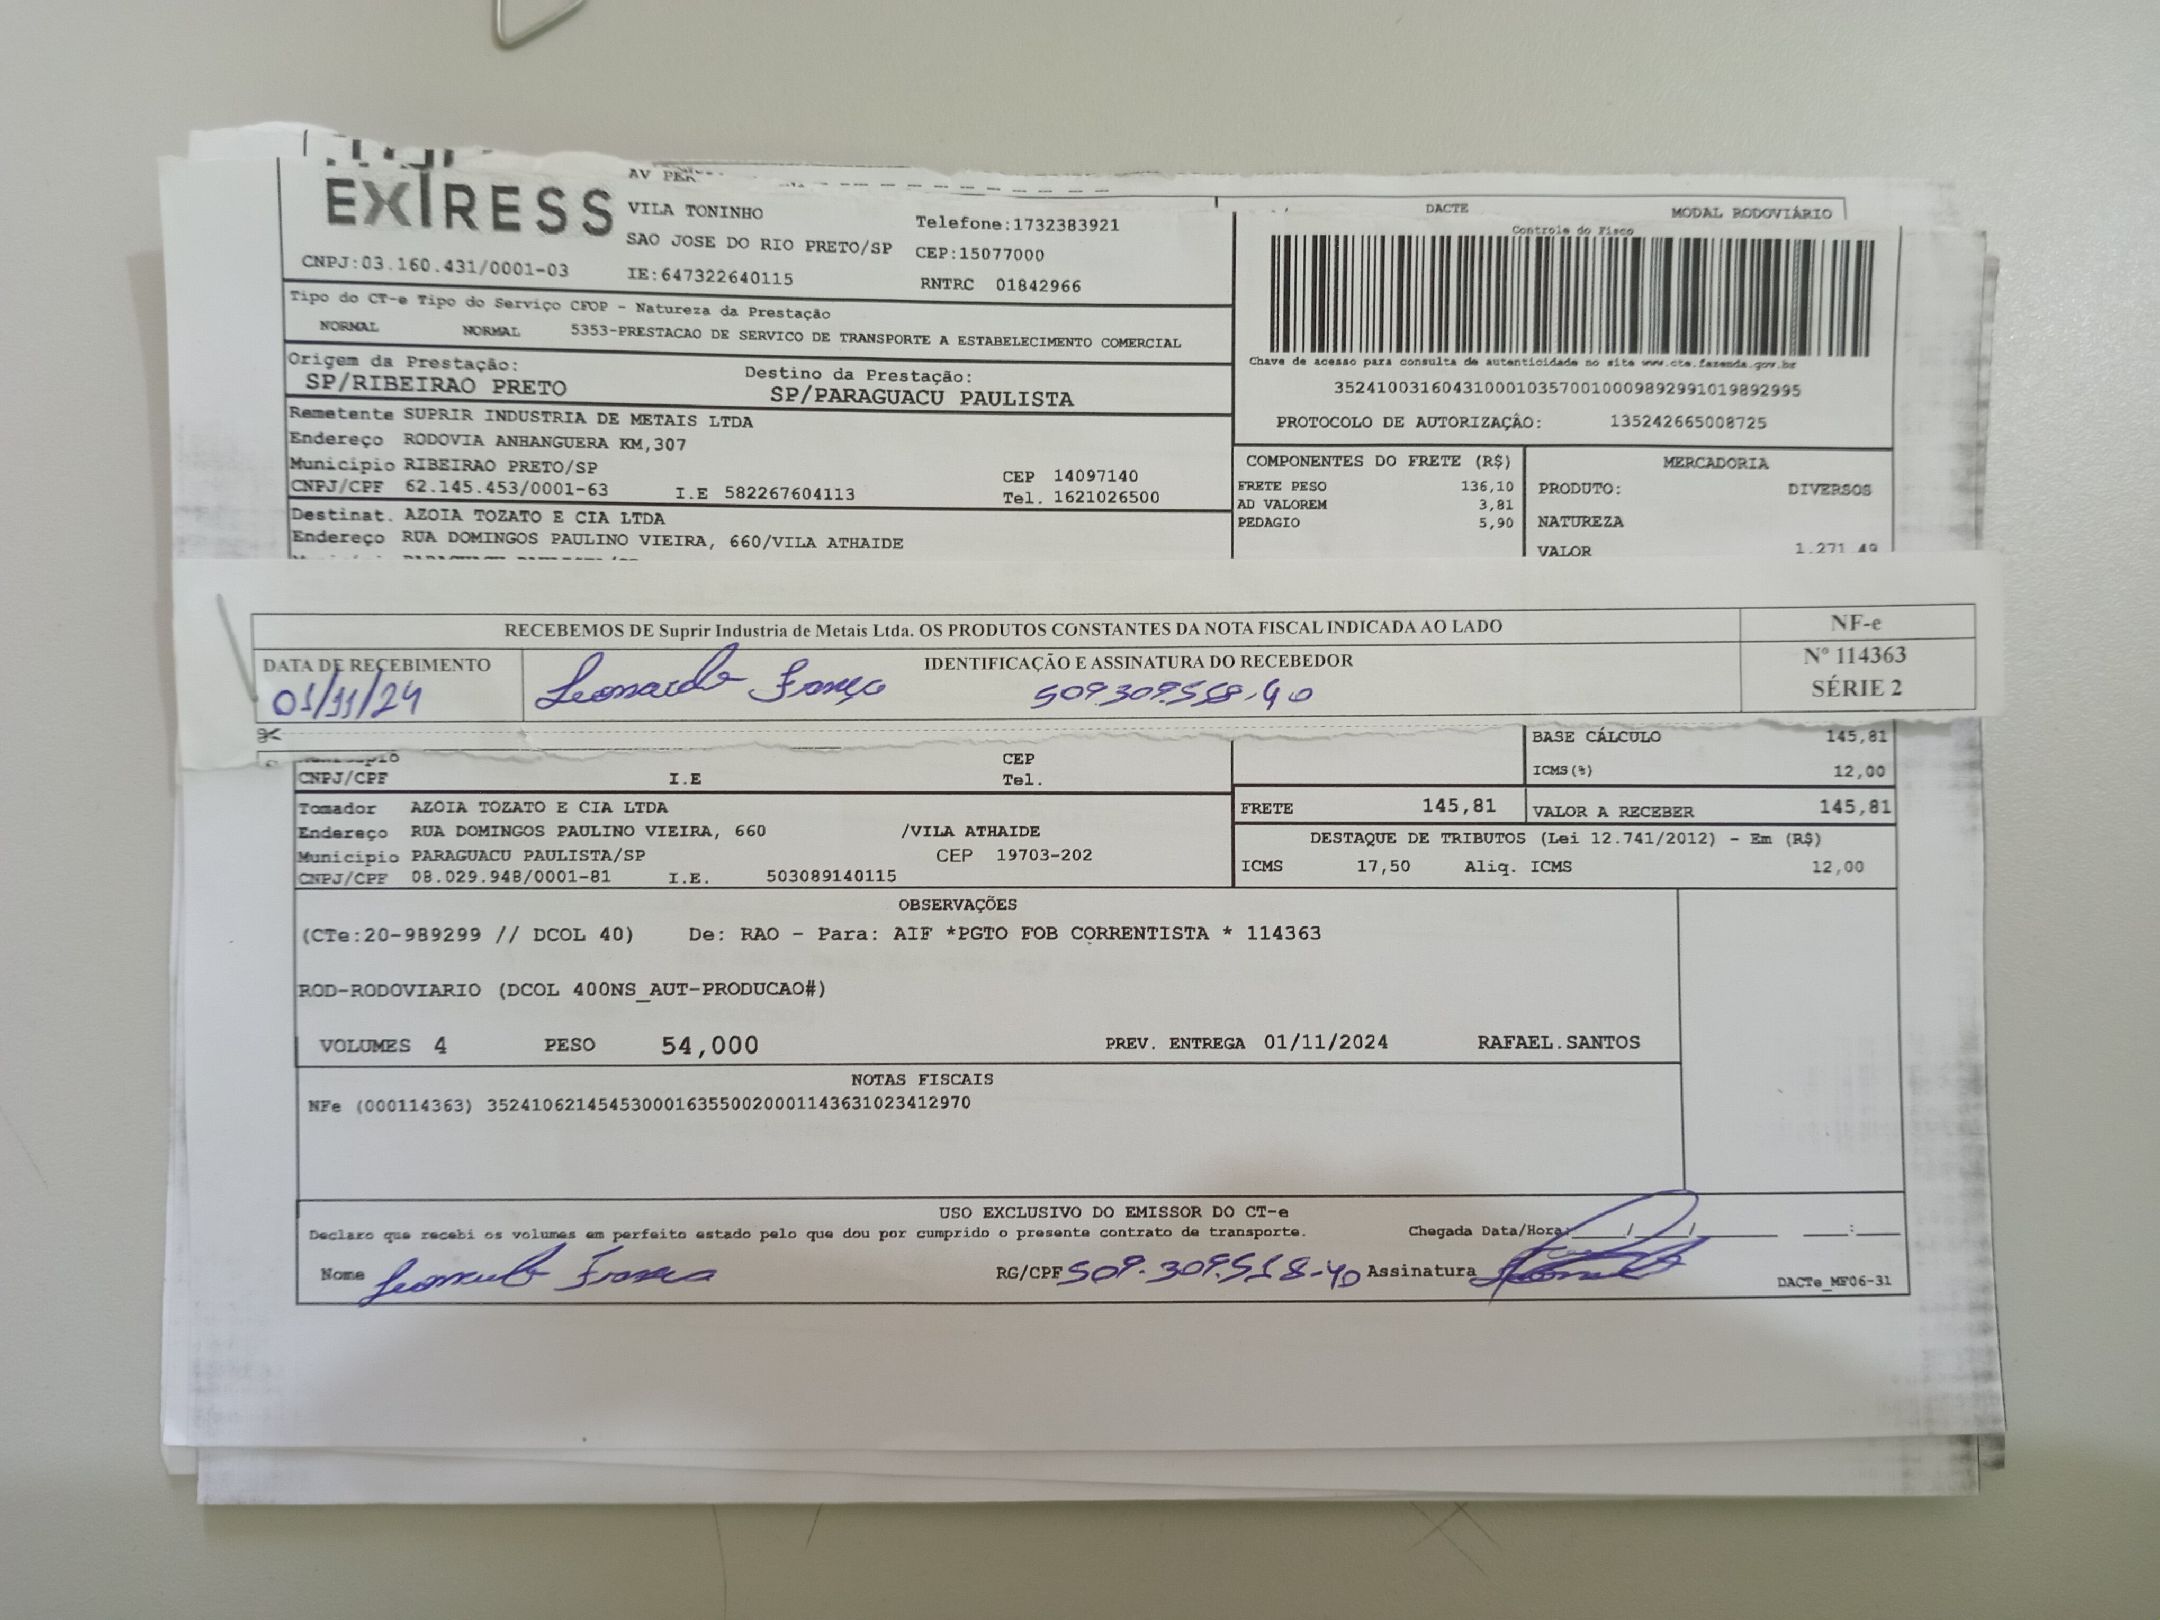 EXPRESS
VILA TONINHO
SAO JOSE DO RIO PRETO/SP
Telefone:1732383921
CEP:15077000
CNPJ:03.160.431/0001-03
IE:647322640115
RNTRC 01842966
DACTE
MODAL RODOVIÁRIO
Controle do Fisco
Tipo do CT-e Tipo do Serviço CFOP - Natureza da Prestação
NORMAL NORMAL 5353-PRESTACAO DE SERVICO DE TRANSPORTE A ESTABELECIMENTO COMERCIAL
Origem da Prestação:
SP/RIBEIRAO PRETO
Destino da Prestação:
SP/PARAGUACU PAULISTA
Chave de acesso para consulta de autenticidade no site www.cte.fazenda.gov.br
35241003160431000103570010009892991019892995
PROTOCOLO DE AUTORIZAÇÃO: 135242665008725
Remetente SUPRIR INDUSTRIA DE METAIS LTDA
Endereço RODOVIA ANHANGUERA KM,307
Municipio RIBEIRAO PRETO/SP CEP 14097140
CNPJ/CPF 62.145.453/0001-63 I.E 582267604113 Tel. 1621026500
Destinat. AZOIA TOZATO E CIA LTDA
Endereço RUA DOMINGOS PAULINO VIEIRA, 660/VILA ATHAIDE
COMPONENTES DO FRETE (R$)
FRETE PESO 136,10
AD VALOREM 3,81
PEDAGIO 5,90
MERCADORIA
PRODUTO: DIVERSOS
NATUREZA
VALOR 1.271,49
RECEBEMOS DE Suprir Industria de Metais Ltda. OS PRODUTOS CONSTANTES DA NOTA FISCAL INDICADA AO LADO
NF-e
Nº 114363
SÉRIE 2
DATA DE RECEBIMENTO
01/11/24
IDENTIFICAÇÃO E ASSINATURA DO RECEBEDOR
Leonardo França 509.309.518-40
CEP
CNPJ/CPF I.E Tel.
BASE CÁLCULO 145,81
ICMS(%) 12,00
Tomador AZOIA TOZATO E CIA LTDA
Endereço RUA DOMINGOS PAULINO VIEIRA, 660 /VILA ATHAIDE
Municipio PARAGUACU PAULISTA/SP CEP 19703-202
CNPJ/CPF 08.029.948/0001-81 I.E. 503089140115
FRETE 145,81 VALOR A RECEBER 145,81
DESTAQUE DE TRIBUTOS (Lei 12.741/2012) - Em (R$)
ICMS 17,50 Aliq. ICMS 12,00
OBSERVAÇÕES
(CTe:20-989299 // DCOL 40) De: RAO - Para: AIF *PGTO FOB CORRENTISTA * 114363
ROD-RODOVIARIO (DCOL 400NS_AUT-PRODUCAO#)
VOLUMES 4 PESO 54,000 PREV. ENTREGA 01/11/2024 RAFAEL.SANTOS
NOTAS FISCAIS
NFe (000114363) 35241062145453000163550020001143631023412970
USO EXCLUSIVO DO EMISSOR DO CT-e
Declaro que recebi os volumes em perfeito estado pelo que dou por cumprido o presente contrato de transporte. Chegada Data/Hora: ____/____/______ ___:___
Nome Leonardo França RG/CPF 509.309.518-40 Assinatura
DACTe_MF06-31